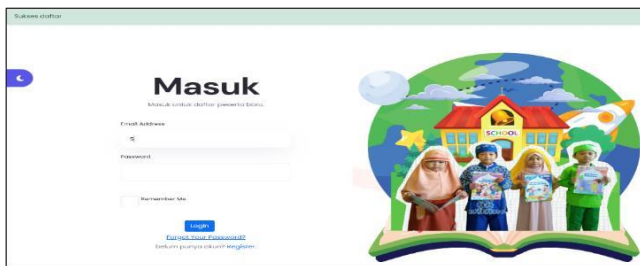 Sukses daftar
Masuk
Masuk untuk daftar peserta baru
Email Address
s
Password
Remember Me
Login
Forgot Your Password?
belum punya akun? Register
SCHOOL